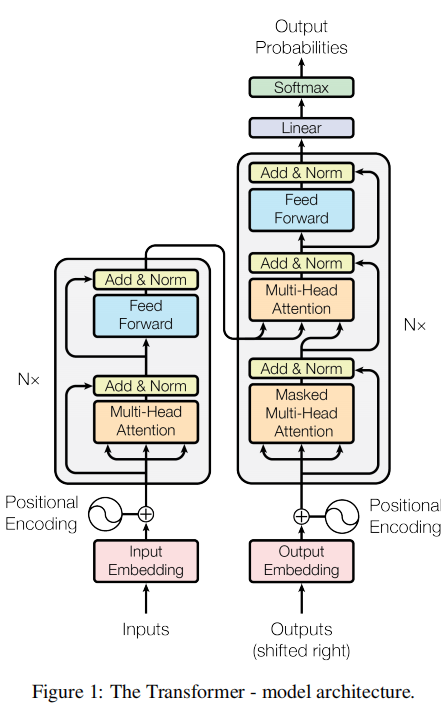 Output
Probabilities
Softmax
Linear
Add & Norm
Feed
Forward
Add & Norm
Multi-Head
Attention
Nx
Add & Norm
Masked
Multi-Head
Attention
Positional
Encoding
Output
Embedding
Outputs
(shifted right)
Add & Norm
Feed
Forward
Nx
Add & Norm
Multi-Head
Attention
Positional
Encoding
Input
Embedding
Inputs
Figure 1: The Transformer - model architecture.